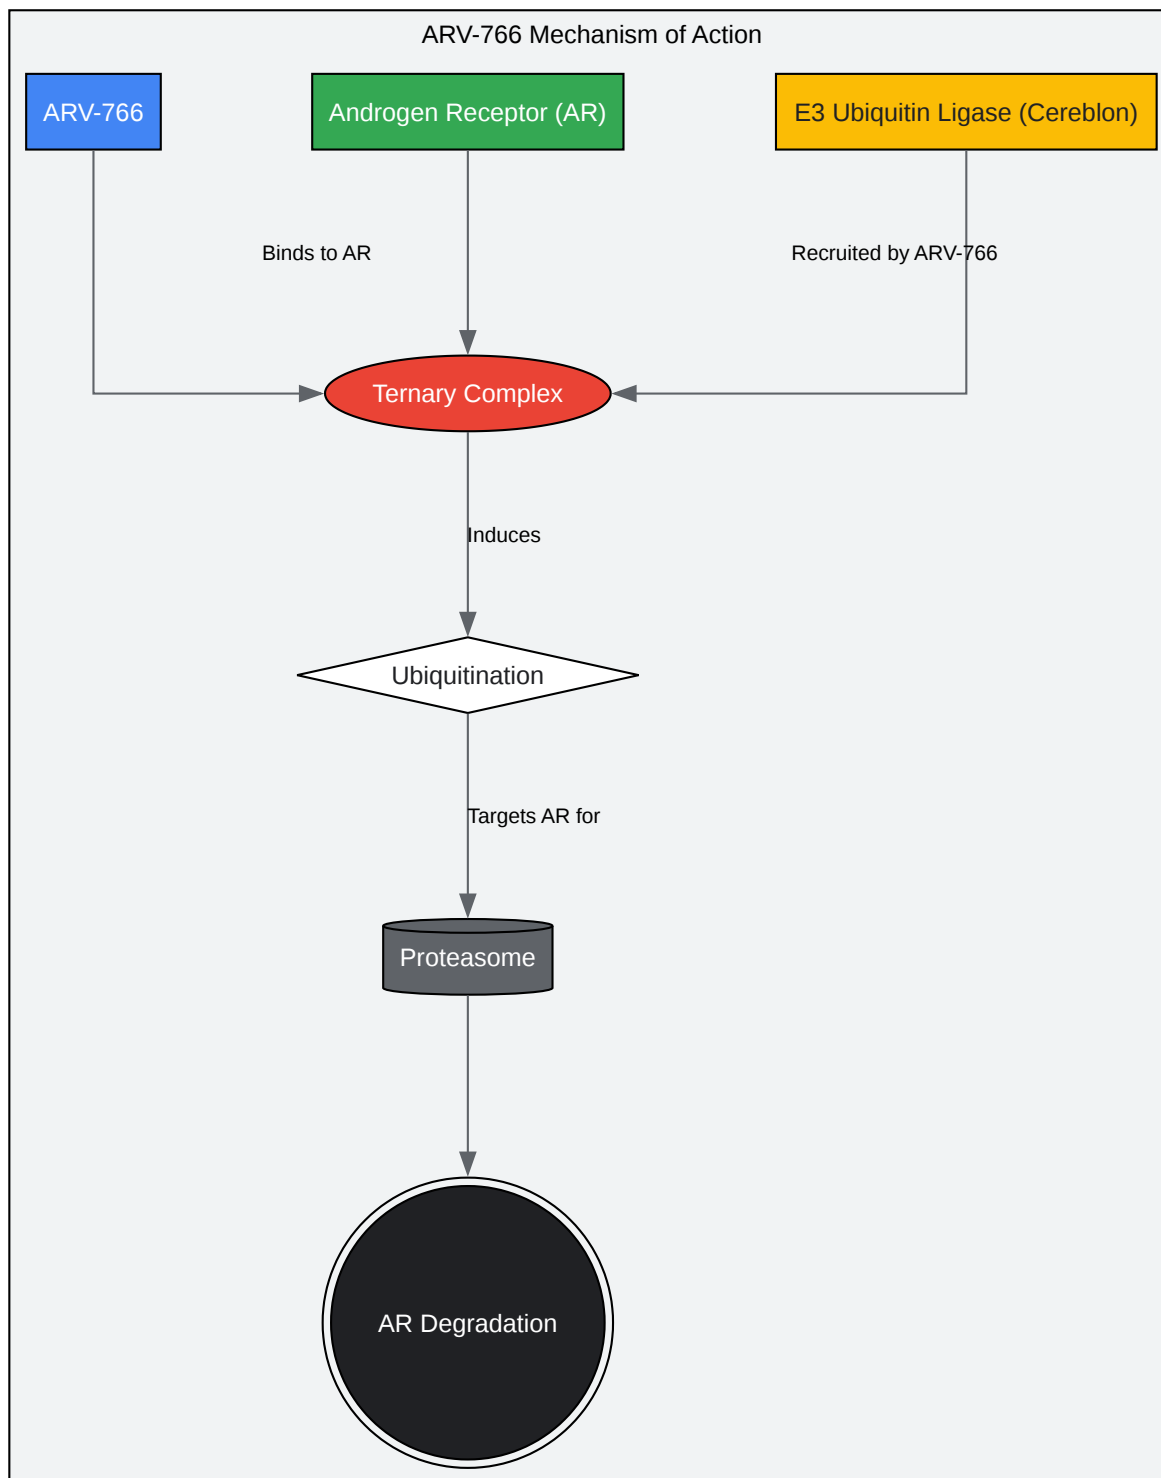 ARV-766 Mechanism of Action
ARV-766
Androgen Receptor (AR)
E3 Ubiquitin Ligase (Cereblon)
Binds to AR
Recruited by ARV-766
Ternary Complex
Induces
Ubiquitination
Targets AR for
Proteasome
AR Degradation